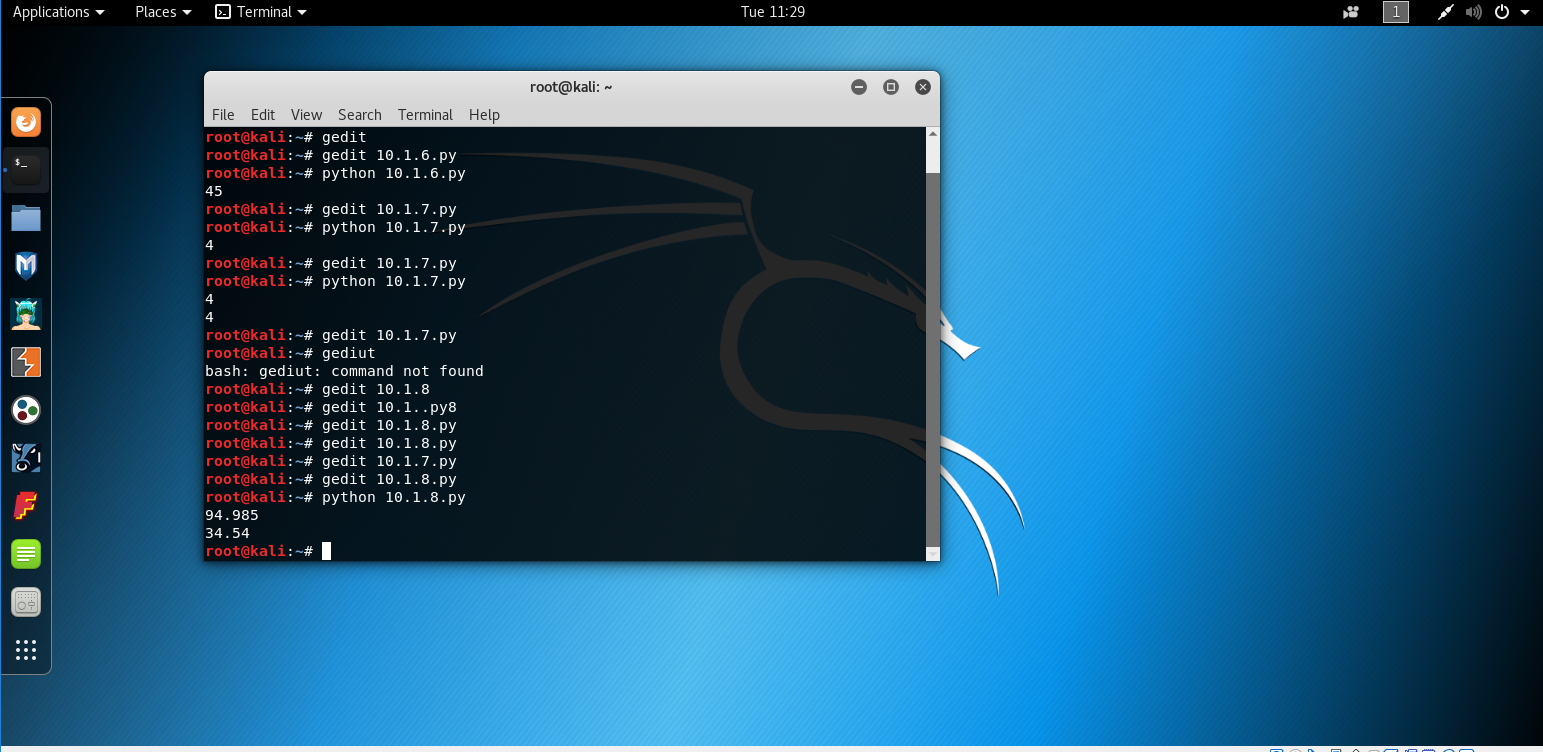 Applications Places Terminal Tue 11:29 1
root@kali: ~
File Edit View Search Terminal Help
root@kali:~# gedit
root@kali:~# gedit 10.1.6.py
root@kali:~# python 10.1.6.py
45
root@kali:~# gedit 10.1.7.py
root@kali:~# python 10.1.7.py
4
root@kali:~# gedit 10.1.7.py
root@kali:~# python 10.1.7.py
4
4
root@kali:~# gedit 10.1.7.py
root@kali:~# gediut
bash: gediut: command not found
root@kali:~# gedit 10.1.8
root@kali:~# gedit 10.1..py8
root@kali:~# gedit 10.1.8.py
root@kali:~# gedit 10.1.8.py
root@kali:~# gedit 10.1.7.py
root@kali:~# gedit 10.1.8.py
root@kali:~# python 10.1.8.py
94.985
34.54
root@kali:~#